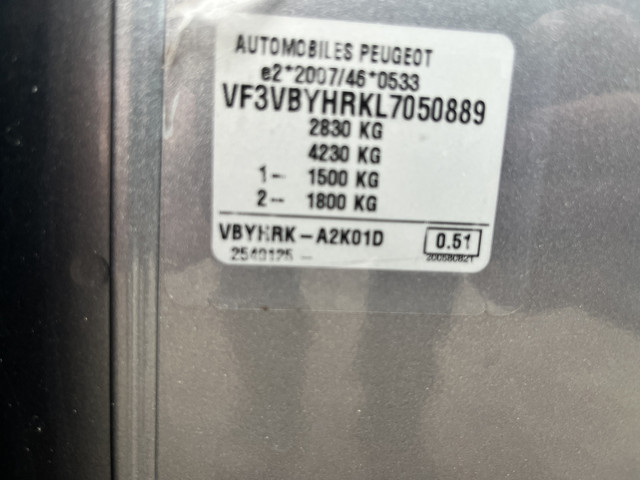 AUTOMOBILES PEUGEOT
e2*2007/46*0533
VF3VBYHRKL7050889
2830 KG
4230 KG
1- 1500 KG
2- 1800 KG
VBYHRK-A2K01D 0.51